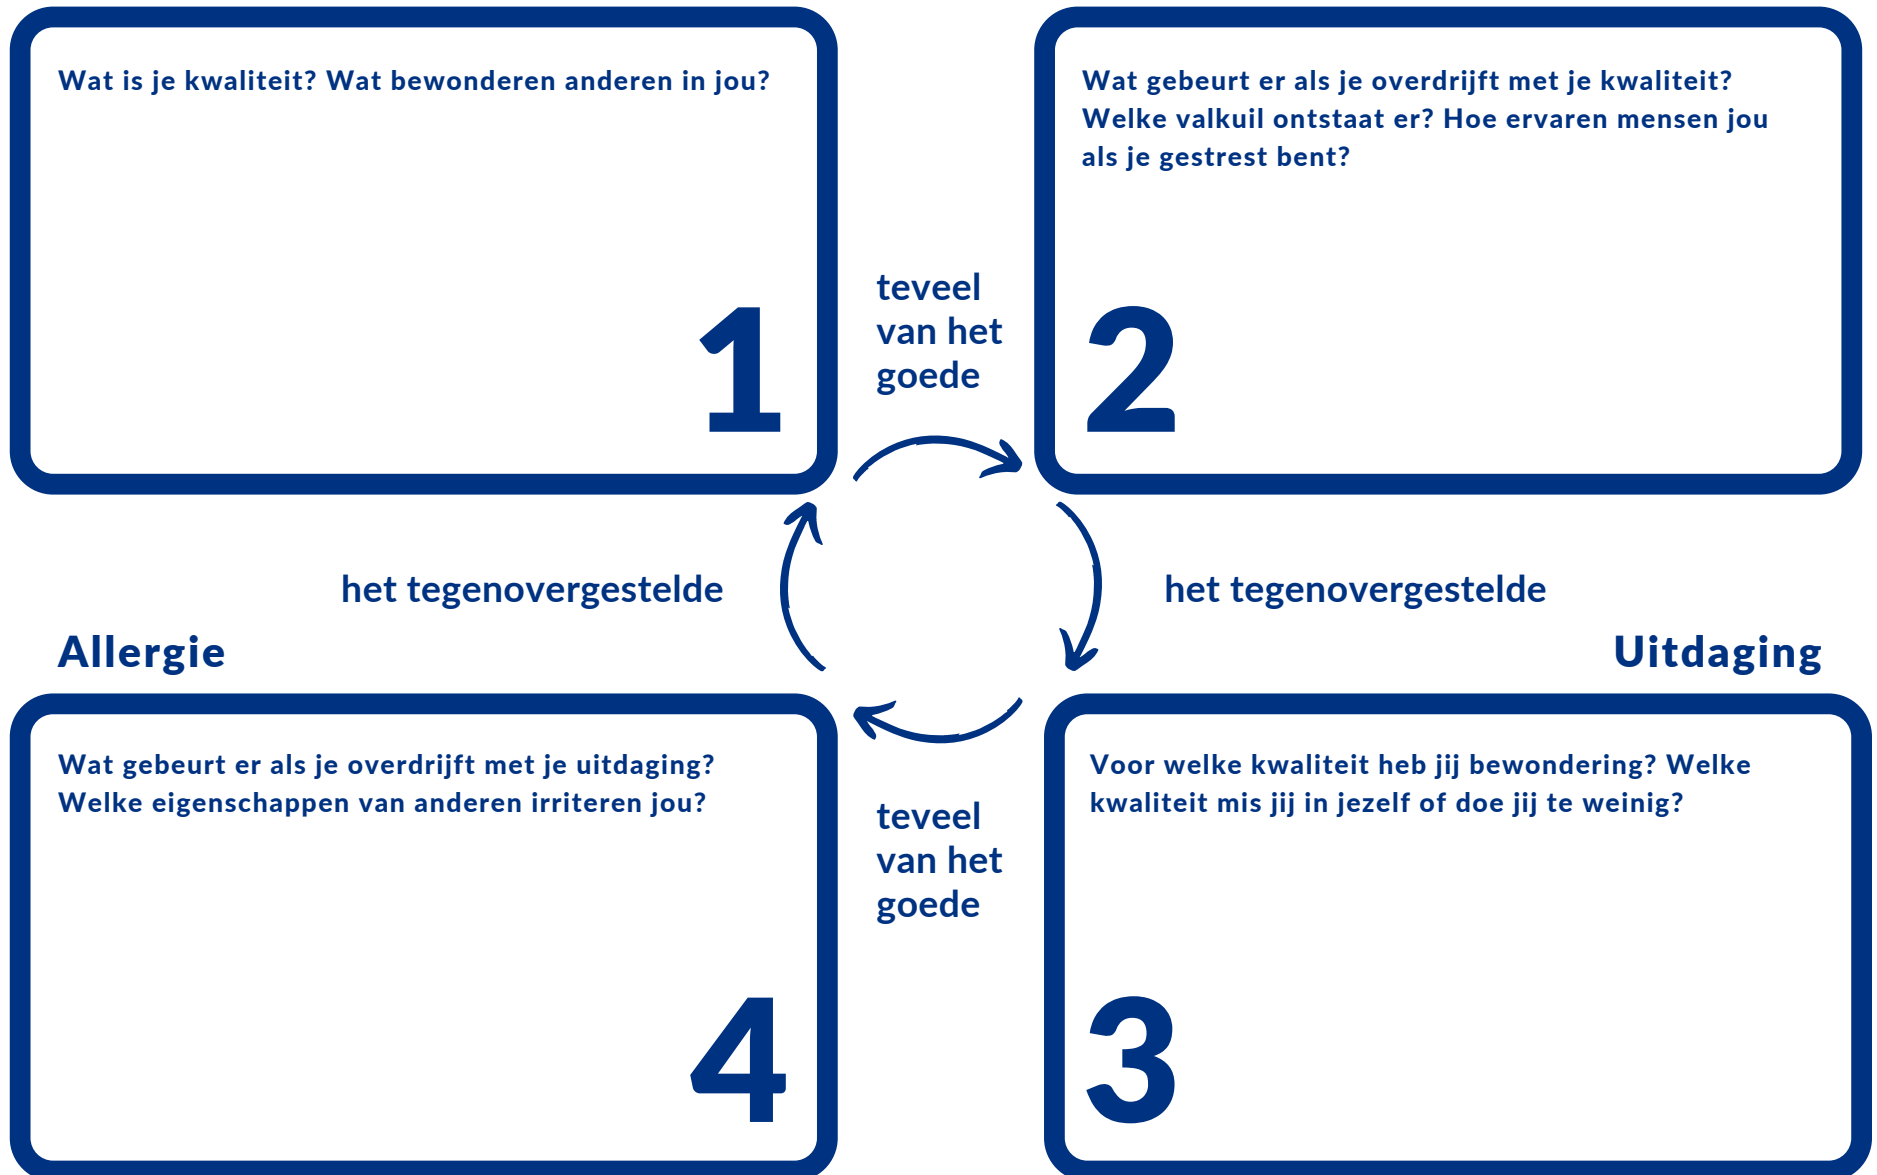 Wat is je kwaliteit? Wat bewonderen anderen in jou?
1
teveel
van het
goede
Wat gebeurt er als je overdrijft met je kwaliteit?
Welke valkuil ontstaat er? Hoe ervaren mensen jou
als je gestrest bent?
2
het tegenovergestelde
het tegenovergestelde
Uitdaging
Voor welke kwaliteit heb jij bewondering? Welke
kwaliteit mis jij in jezelf of doe jij te weinig?
3
teveel
van het
goede
Allergie
Wat gebeurt er als je overdrijft met je uitdaging?
Welke eigenschappen van anderen irriteren jou?
4